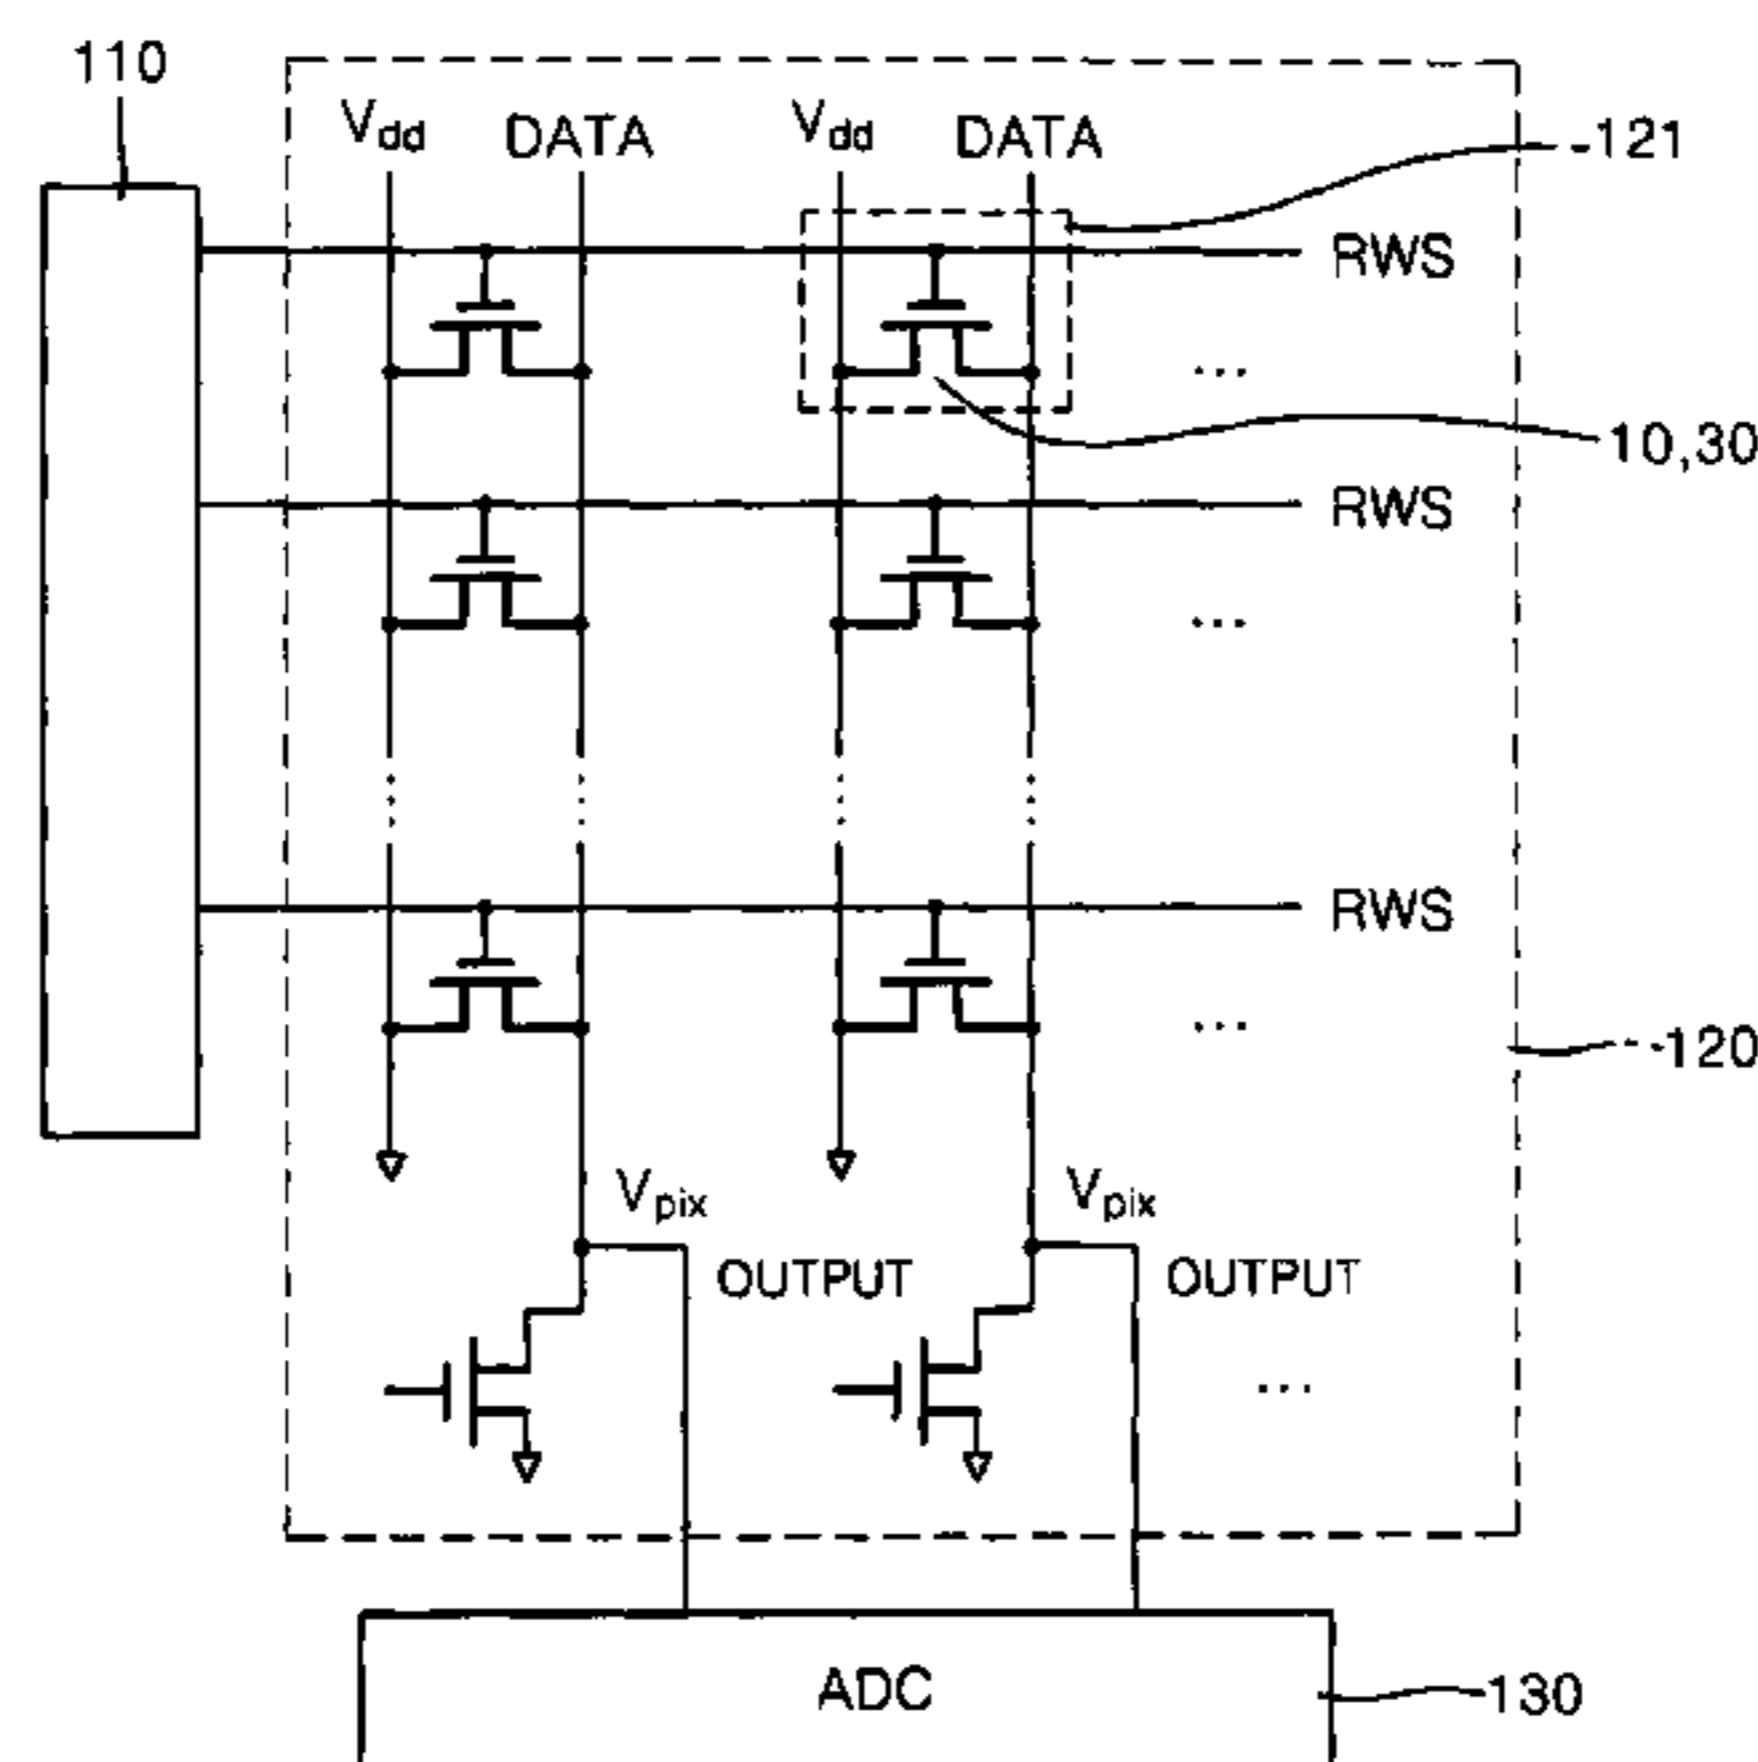 110
Vdd DATA Vdd DATA
121
RWS
...
10,30
RWS
...
RWS
...
120
Vpix Vpix
OUTPUT OUTPUT
...
ADC
130